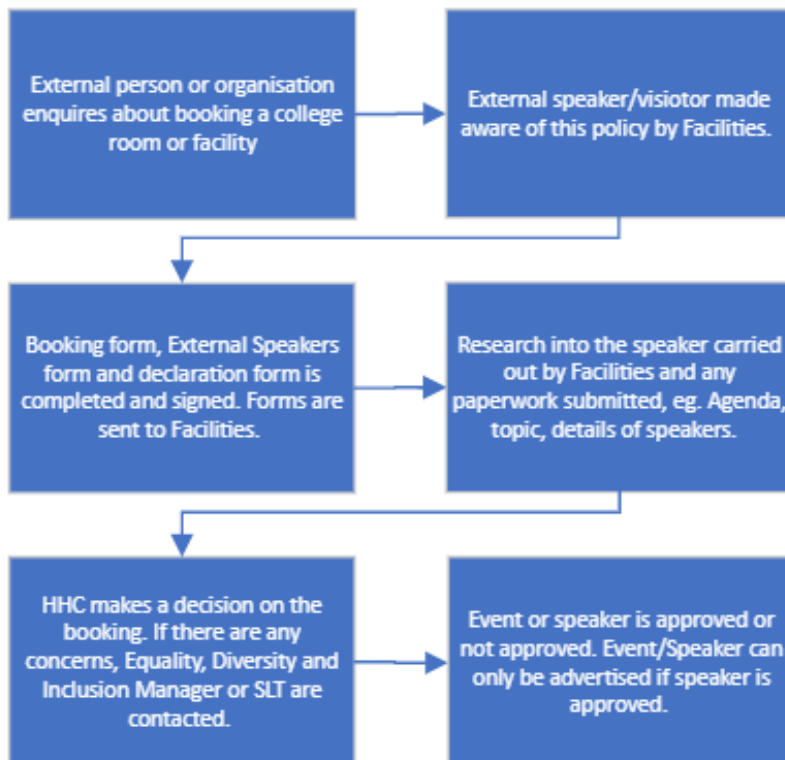 External person or organisation
enquires about booking a college
room or facility
External speaker/visiotor made
aware of this policy by Facilities.
Booking form, External Speakers
form and declaration form is
completed and signed. Forms are
sent to Facilities.
Research into the speaker carried
out by Facilities and any
paperwork submitted, eg. Agenda,
topic, details of speakers.
HHC makes a decision on the
booking. If there are any
concerns, Equality, Diversity and
Inclusion Manager or SLT are
contacted.
Event or speaker is approved or
not approved. Event/Speaker can
only be advertised if speaker is
approved.